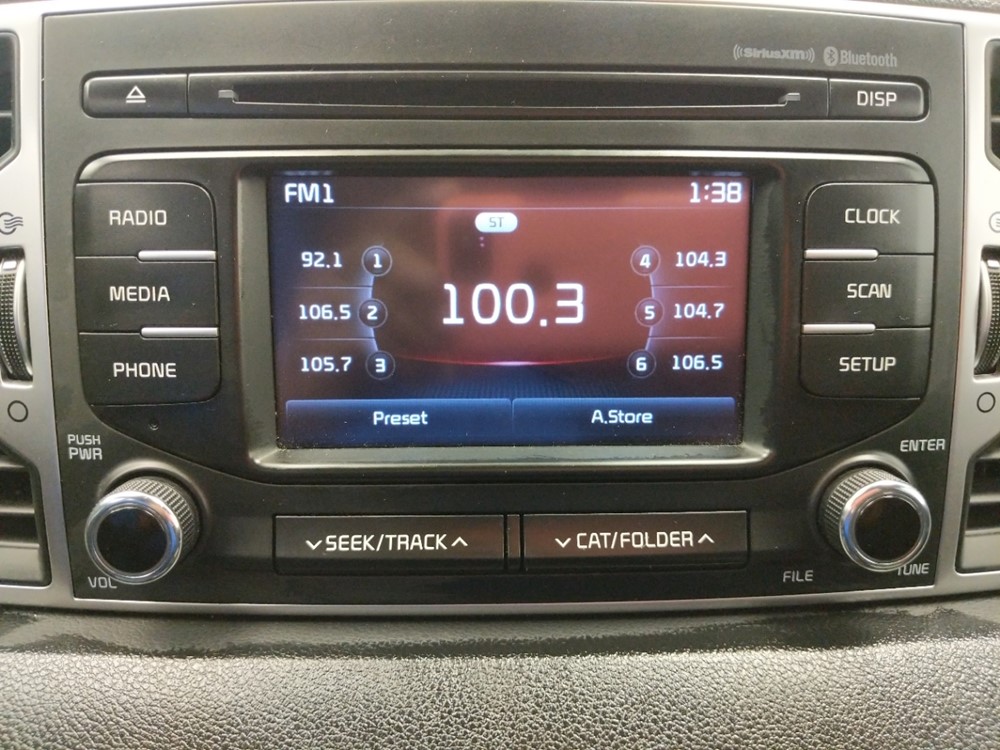 SiriusXM Bluetooth
DISP
RADIO
MEDIA
PHONE
FM1 1:38
ST
92.1 1
106.5 2
105.7 3
100.3
4 104.3
5 104.7
6 106.5
Preset A.Store
CLOCK
SCAN
SETUP
PUSH
PWR
VOL
SEEK/TRACK
CAT/FOLDER
ENTER
FILE
TUNE